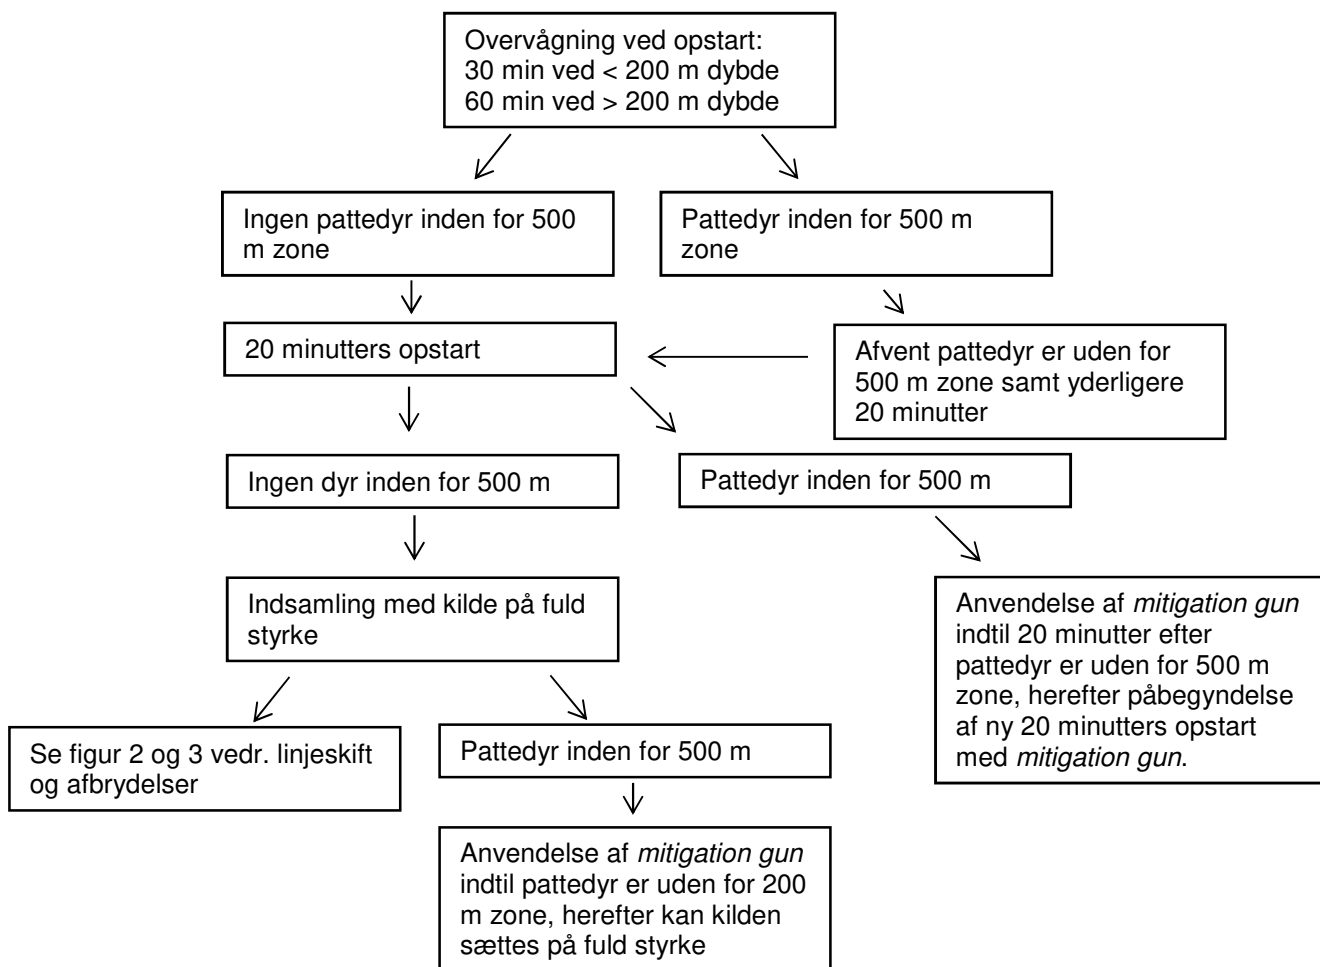 Overvågning ved opstart:
30 min ved < 200 m dybde
60 min ved > 200 m dybde
Ingen pattedyr inden for 500
m zone
Pattedyr inden for 500 m
zone
20 minutters opstart
Afvent pattedyr er uden for
500 m zone samt yderligere
20 minutter
Ingen dyr inden for 500 m
Pattedyr inden for 500 m
Indsamling med kilde på fuld
styrke
Anvendelse af mitigation gun
indtil 20 minutter efter
pattedyr er uden for 500 m
zone, herefter påbegyndelse
af ny 20 minutters opstart
med mitigation gun.
Se figur 2 og 3 vedr. linjeskift
og afbrydelser
Pattedyr inden for 500 m
Anvendelse af mitigation gun
indtil pattedyr er uden for 200
m zone, herefter kan kilden
sættes på fuld styrke